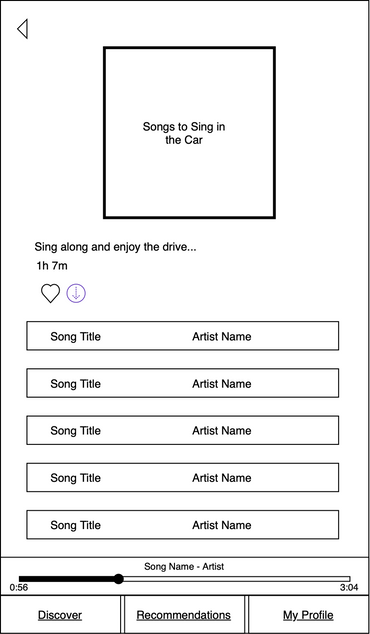 Songs to Sing in
the Car
Sing along and enjoy the drive...
1h 7m
Song Title Artist Name
Song Title Artist Name
Song Title Artist Name
Song Title Artist Name
Song Title Artist Name
Song Name - Artist
0:56 3:04
Discover Recommendations My Profile